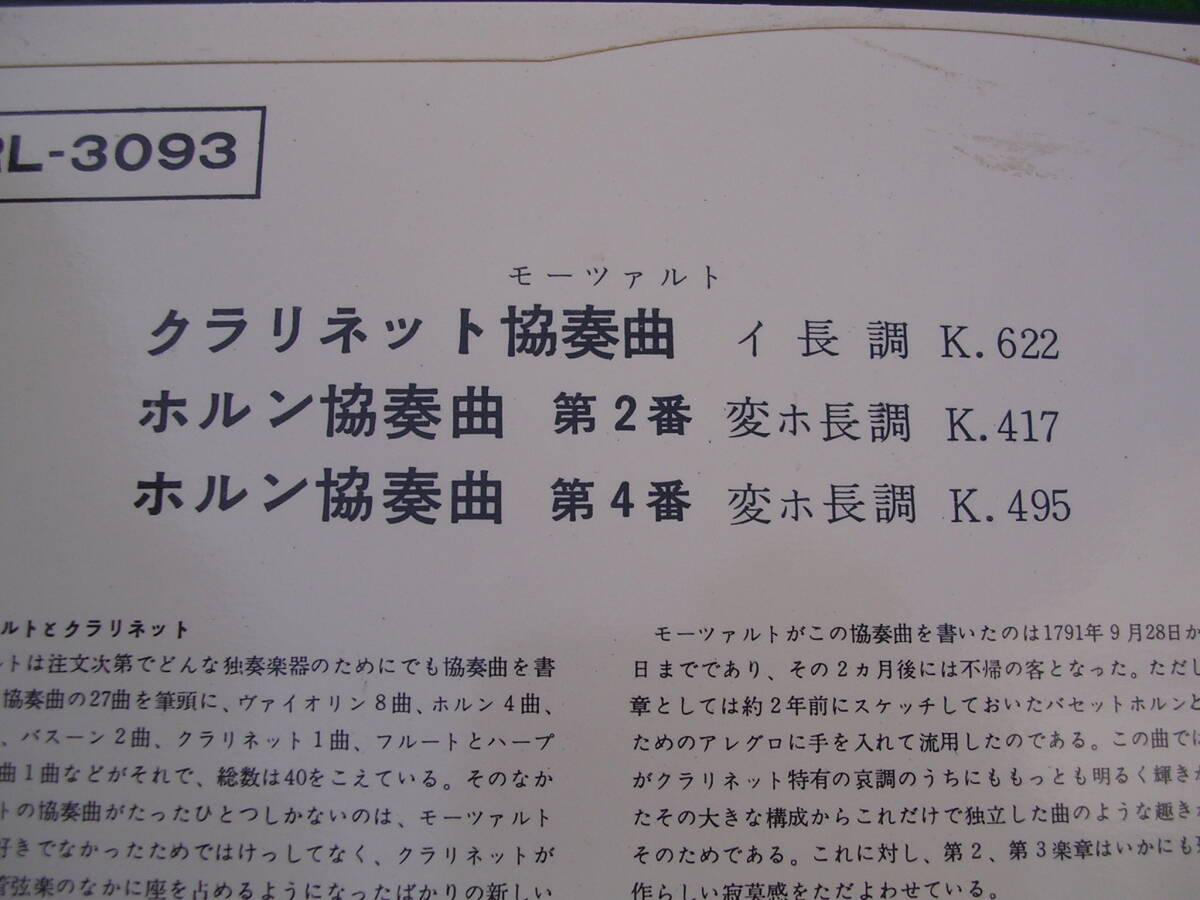 RL-3093
モーツァルト
クラリネット協奏曲 イ長調 K.622
ホルン協奏曲 第2番 変ホ長調 K.417
ホルン協奏曲 第4番 変ホ長調 K.495
ルトとクラリネット
ルトは注文次第でどんな独奏楽器のためにでも協奏曲を書
協奏曲の27曲を筆頭に、ヴァイオリン8曲、ホルン4曲、
、バスーン2曲、クラリネット1曲、フルートとハープ
曲1曲などがそれで、総数は40をこえている。そのなか
トの協奏曲がたったひとつしかないのは、モーツァルト
好きでなかったためではけっしてなく、クラリネットが
管弦楽のなかに座を占めるようになったばかりの新しい
モーツァルトがこの協奏曲を書いたのは1791年9月28日か
日までであり、その2ヵ月後には不帰の客となった。ただし
章としては約2年前にスケッチしておいたバセットホルンと
ためのアレグロに手を入れて流用したのである。この曲では
がクラリネット特有の哀調のうちにももっとも明るく輝きか
たその大きな構成からこれだけで独立した曲のような趣き
そのためである。これに対し、第2、第3楽章はいかにも
作らしい寂莫感をただよわせている。